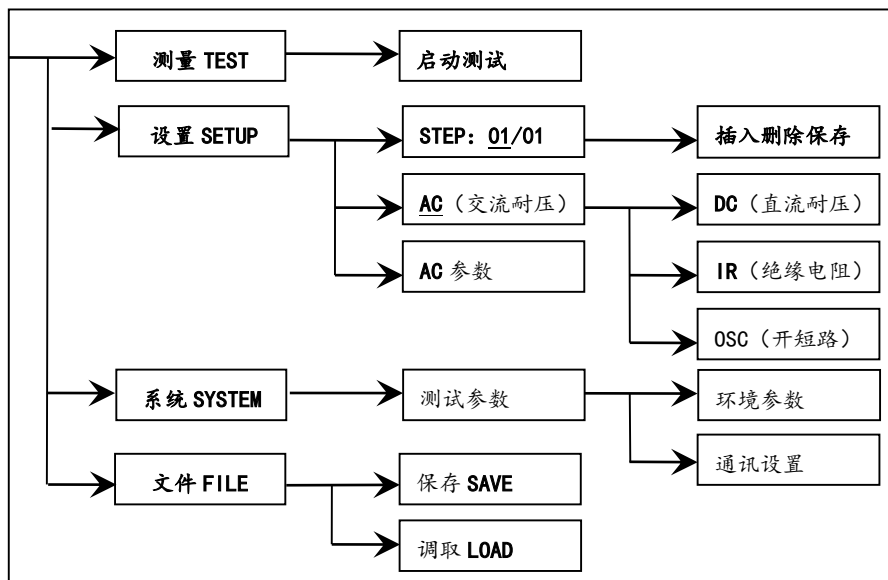 测量 TEST
启动测试
设置 SETUP
STEP: 01/01
插入删除保存
AC（交流耐压）
DC（直流耐压）
AC 参数
IR（绝缘电阻）
OSC（开短路）
系统 SYSTEM
测试参数
环境参数
通讯设置
文件 FILE
保存 SAVE
调取 LOAD